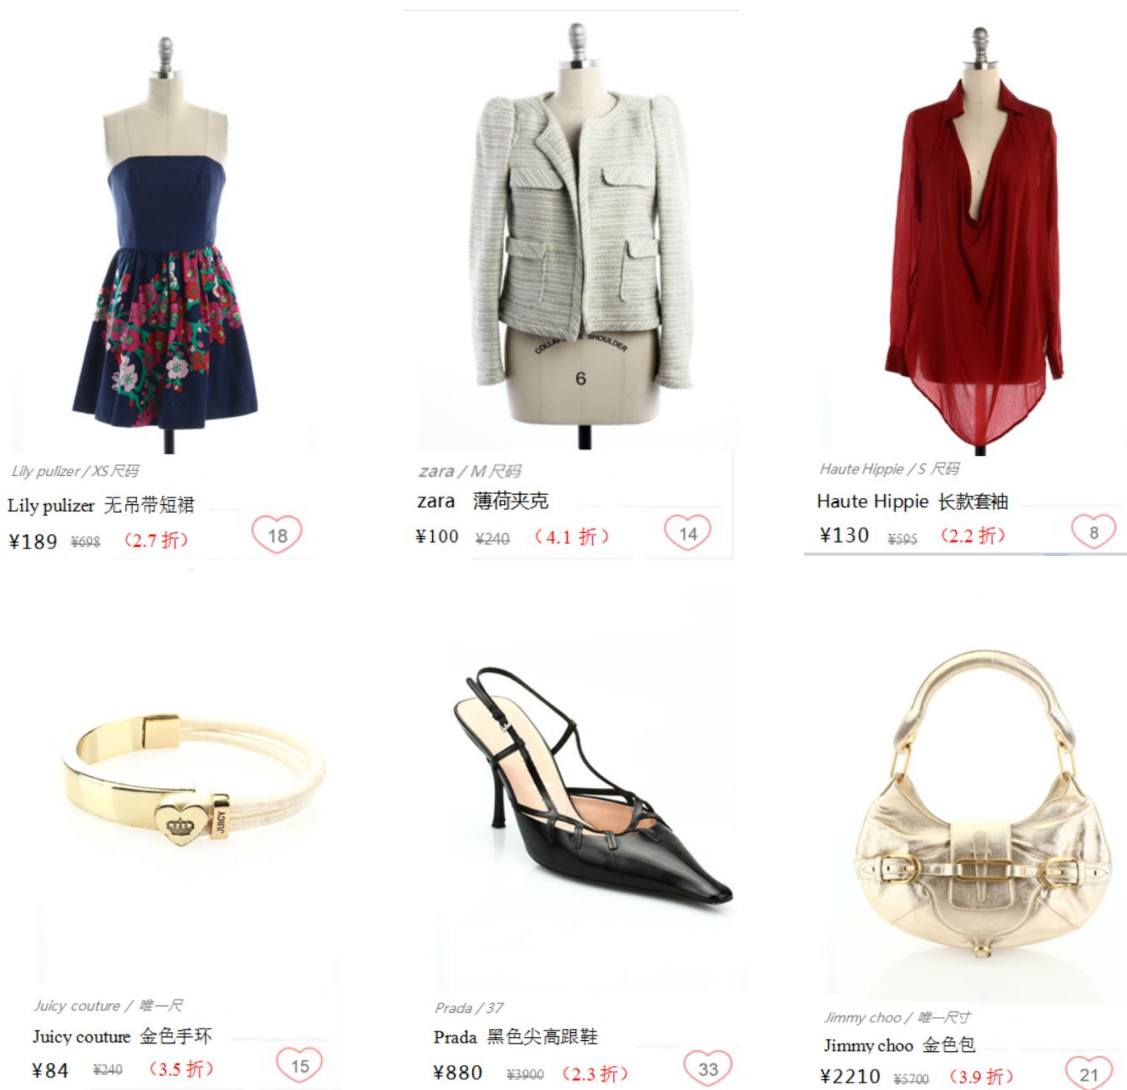 COLLA SHOULDER
6
Lily pulizer / XS 尺码
Lily pulizer 无吊带短裙
¥189 ¥698 （2.7 折） 18
zara / M 尺码
zara 薄荷夹克
¥100 ¥240 （4.1 折） 14
Haute Hippie / S 尺码
Haute Hippie 长款套袖
¥130 ¥595 （2.2 折） 8
JUICY
Juicy couture / 唯一尺
Juicy couture 金色手环
¥84 ¥240 （3.5 折） 15
Prada / 37
Prada 黑色尖高跟鞋
¥880 ¥3900 （2.3 折） 33
Jimmy choo / 唯一尺寸
Jimmy choo 金色包
¥2210 ¥5700 （3.9 折） 21